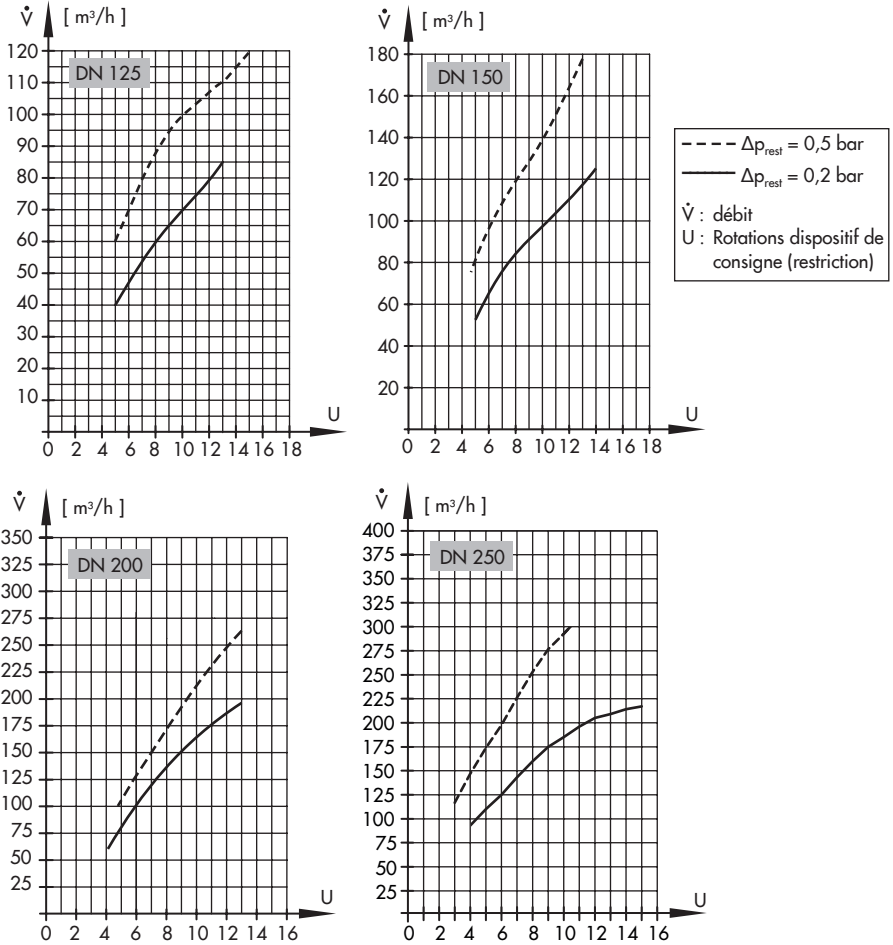 V̇ [ m³/h ]
DN 125
120
110
100
90
80
70
60
50
40
30
20
10
U
0 2 4 6 8 10 12 14 16 18
V̇ [ m³/h ]
DN 150
180
160
140
120
100
80
60
40
20
U
0 2 4 6 8 10 12 14 16 18
Δp_rest = 0,5 bar
Δp_rest = 0,2 bar
V̇ : débit
U : Rotations dispositif de
consigne (restriction)
V̇ [ m³/h ]
DN 200
350
325
300
275
250
225
200
175
150
125
100
75
50
25
U
0 2 4 6 8 10 12 14 16
V̇ [ m³/h ]
DN 250
400
375
350
325
300
275
250
225
200
175
150
125
100
75
50
25
U
0 2 4 6 8 10 12 14 16